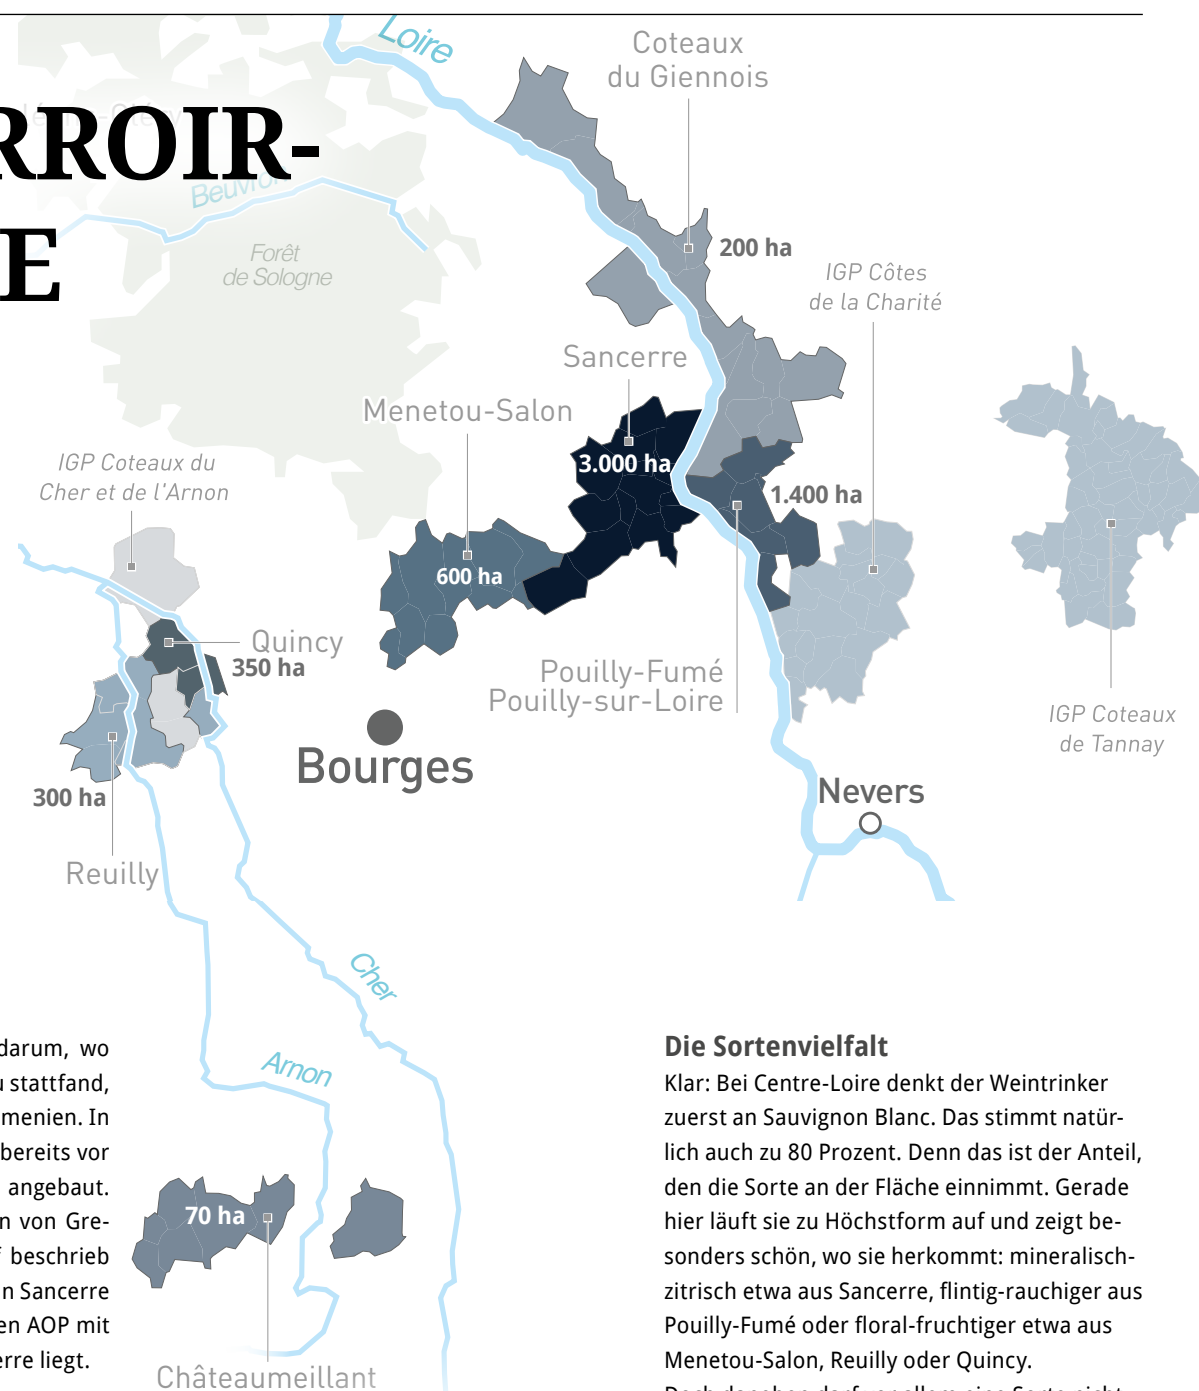 RROIR-
E
Loire
Coteaux
du Giennois
200 ha
Forêt
de Sologne
IGP Côtes
de la Charité
Sancerre
3.000 ha
Menetou-Salon
600 ha
1.400 ha
IGP Coteaux du
Cher et de l'Arnon
Quincy
350 ha
Pouilly-Fumé
Pouilly-sur-Loire
IGP Coteaux
de Tannay
Bourges
Nevers
300 ha
Reuilly
Cher
Arnon
70 ha
Châteaumeillant
darum, wo
stattfand,
menien. In
bereits vor
angebaut.
n von Gre-
beschrieb
n Sancerre
en AOP mit
erre liegt.
Die Sortenvielfalt
Klar: Bei Centre-Loire denkt der Weintrinker
zuerst an Sauvignon Blanc. Das stimmt natür-
lich auch zu 80 Prozent. Denn das ist der Anteil,
den die Sorte an der Fläche einnimmt. Gerade
hier läuft sie zu Höchstform auf und zeigt be-
sonders schön, wo sie herkommt: mineralisch-
zitrisch etwa aus Sancerre, flintig-rauchiger aus
Pouilly-Fumé oder floral-fruchtiger etwa aus
Menetou-Salon, Reuilly oder Quincy.